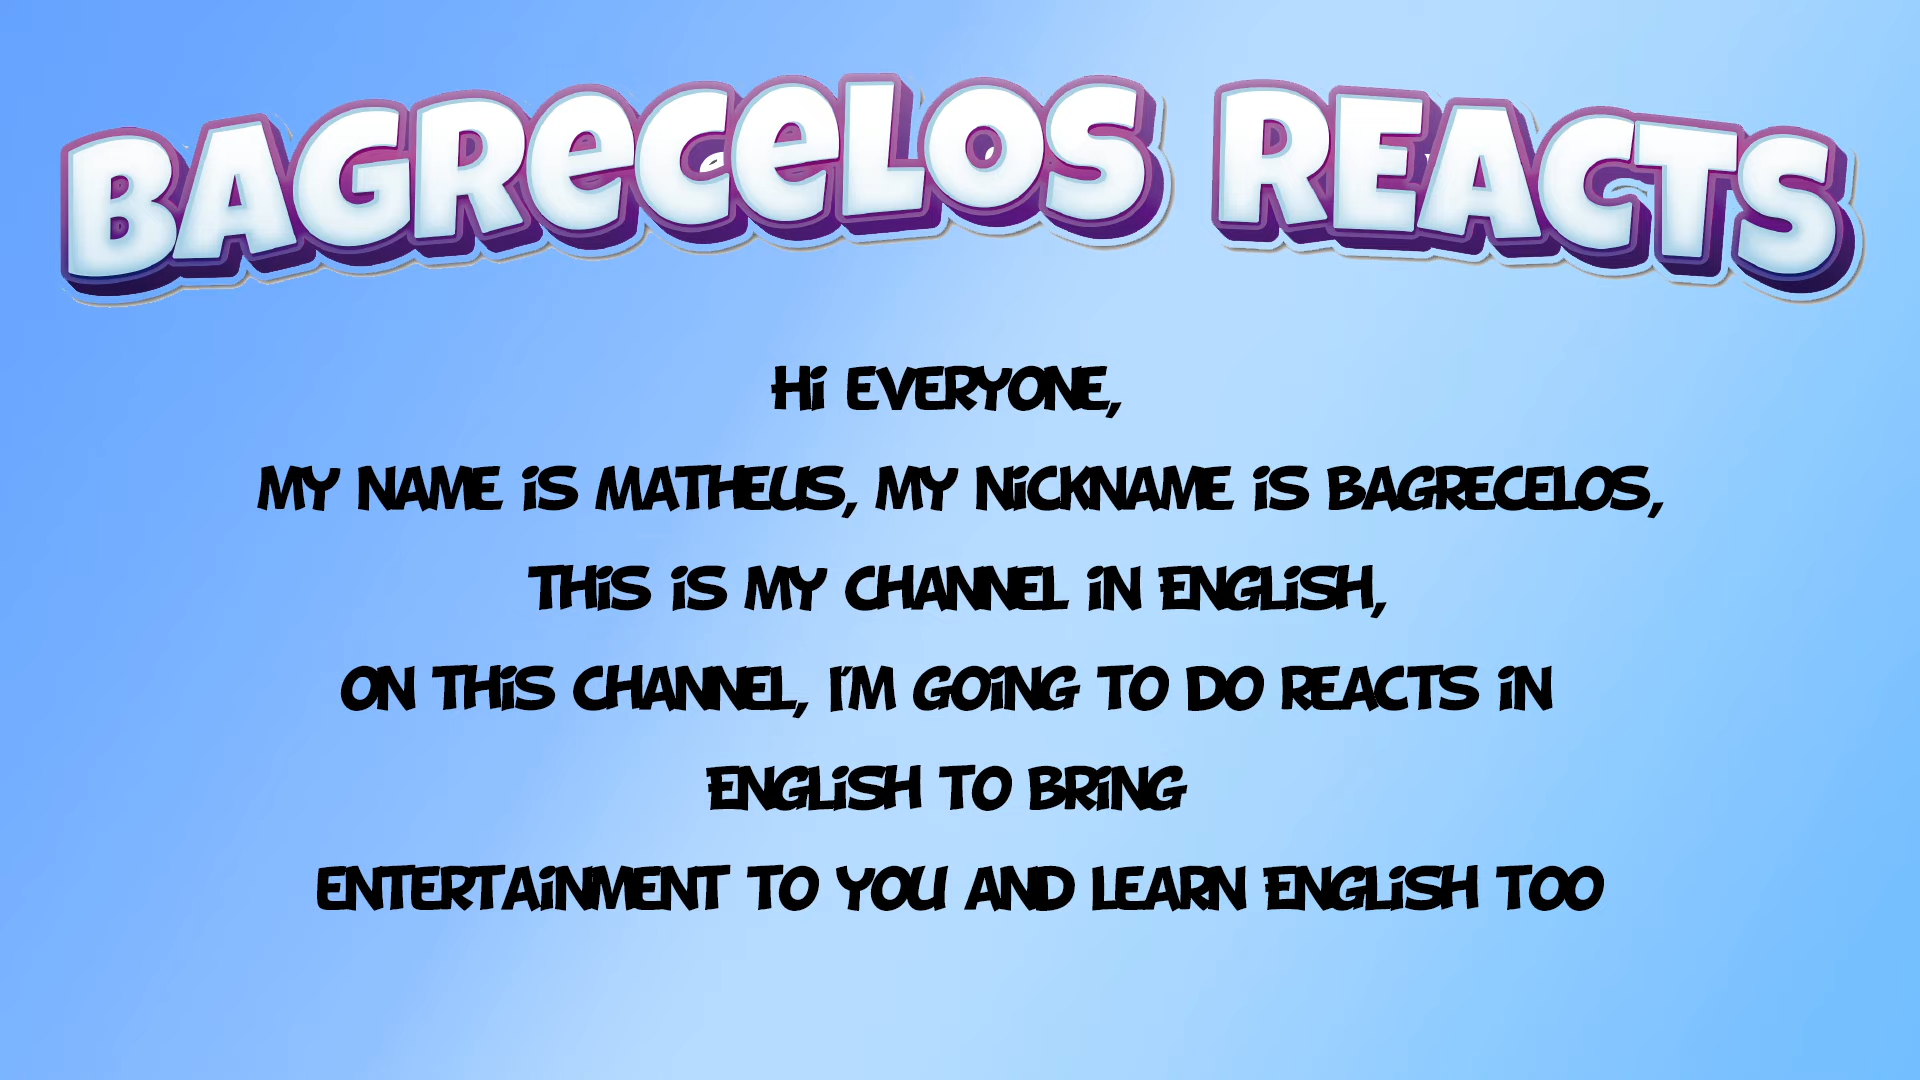 BAGRECELOS REACTS
Hi EVERYONE,
MY NAME iS MATHEUS, MY NiCKNAME iS BAGRECELOS,
THiS iS MY CHANNEL iN ENGLiSH,
ON THiS CHANNEL, I'M GOiNG TO DO REACTS iN
ENGLiSH TO BRiNG
ENTERTAiNMENT TO YOU AND LEARN ENGLiSH TOO